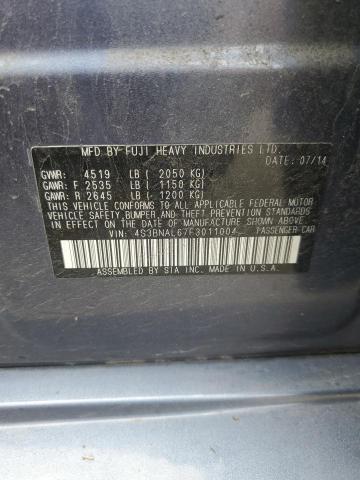 MFD BY FUJI HEAVY INDUSTRIES LTD.
DATE: 07/14
GVWR: 4519 LB ( 2050 KG)
GAWR: F 2535 LB ( 1150 KG)
GAWR: R 2645 LB ( 1200 KG)
THIS VEHICLE CONFORMS TO ALL APPLICABLE FEDERAL MOTOR
VEHICLE SAFETY, BUMPER, AND THEFT PREVENTION STANDARDS
IN EFFECT ON THE DATE OF MANUFACTURE SHOWN ABOVE.
VIN: 4S3BNAL67F3011004 PASSENGER CAR
ASSEMBLED BY SIA INC. MADE IN U.S.A.